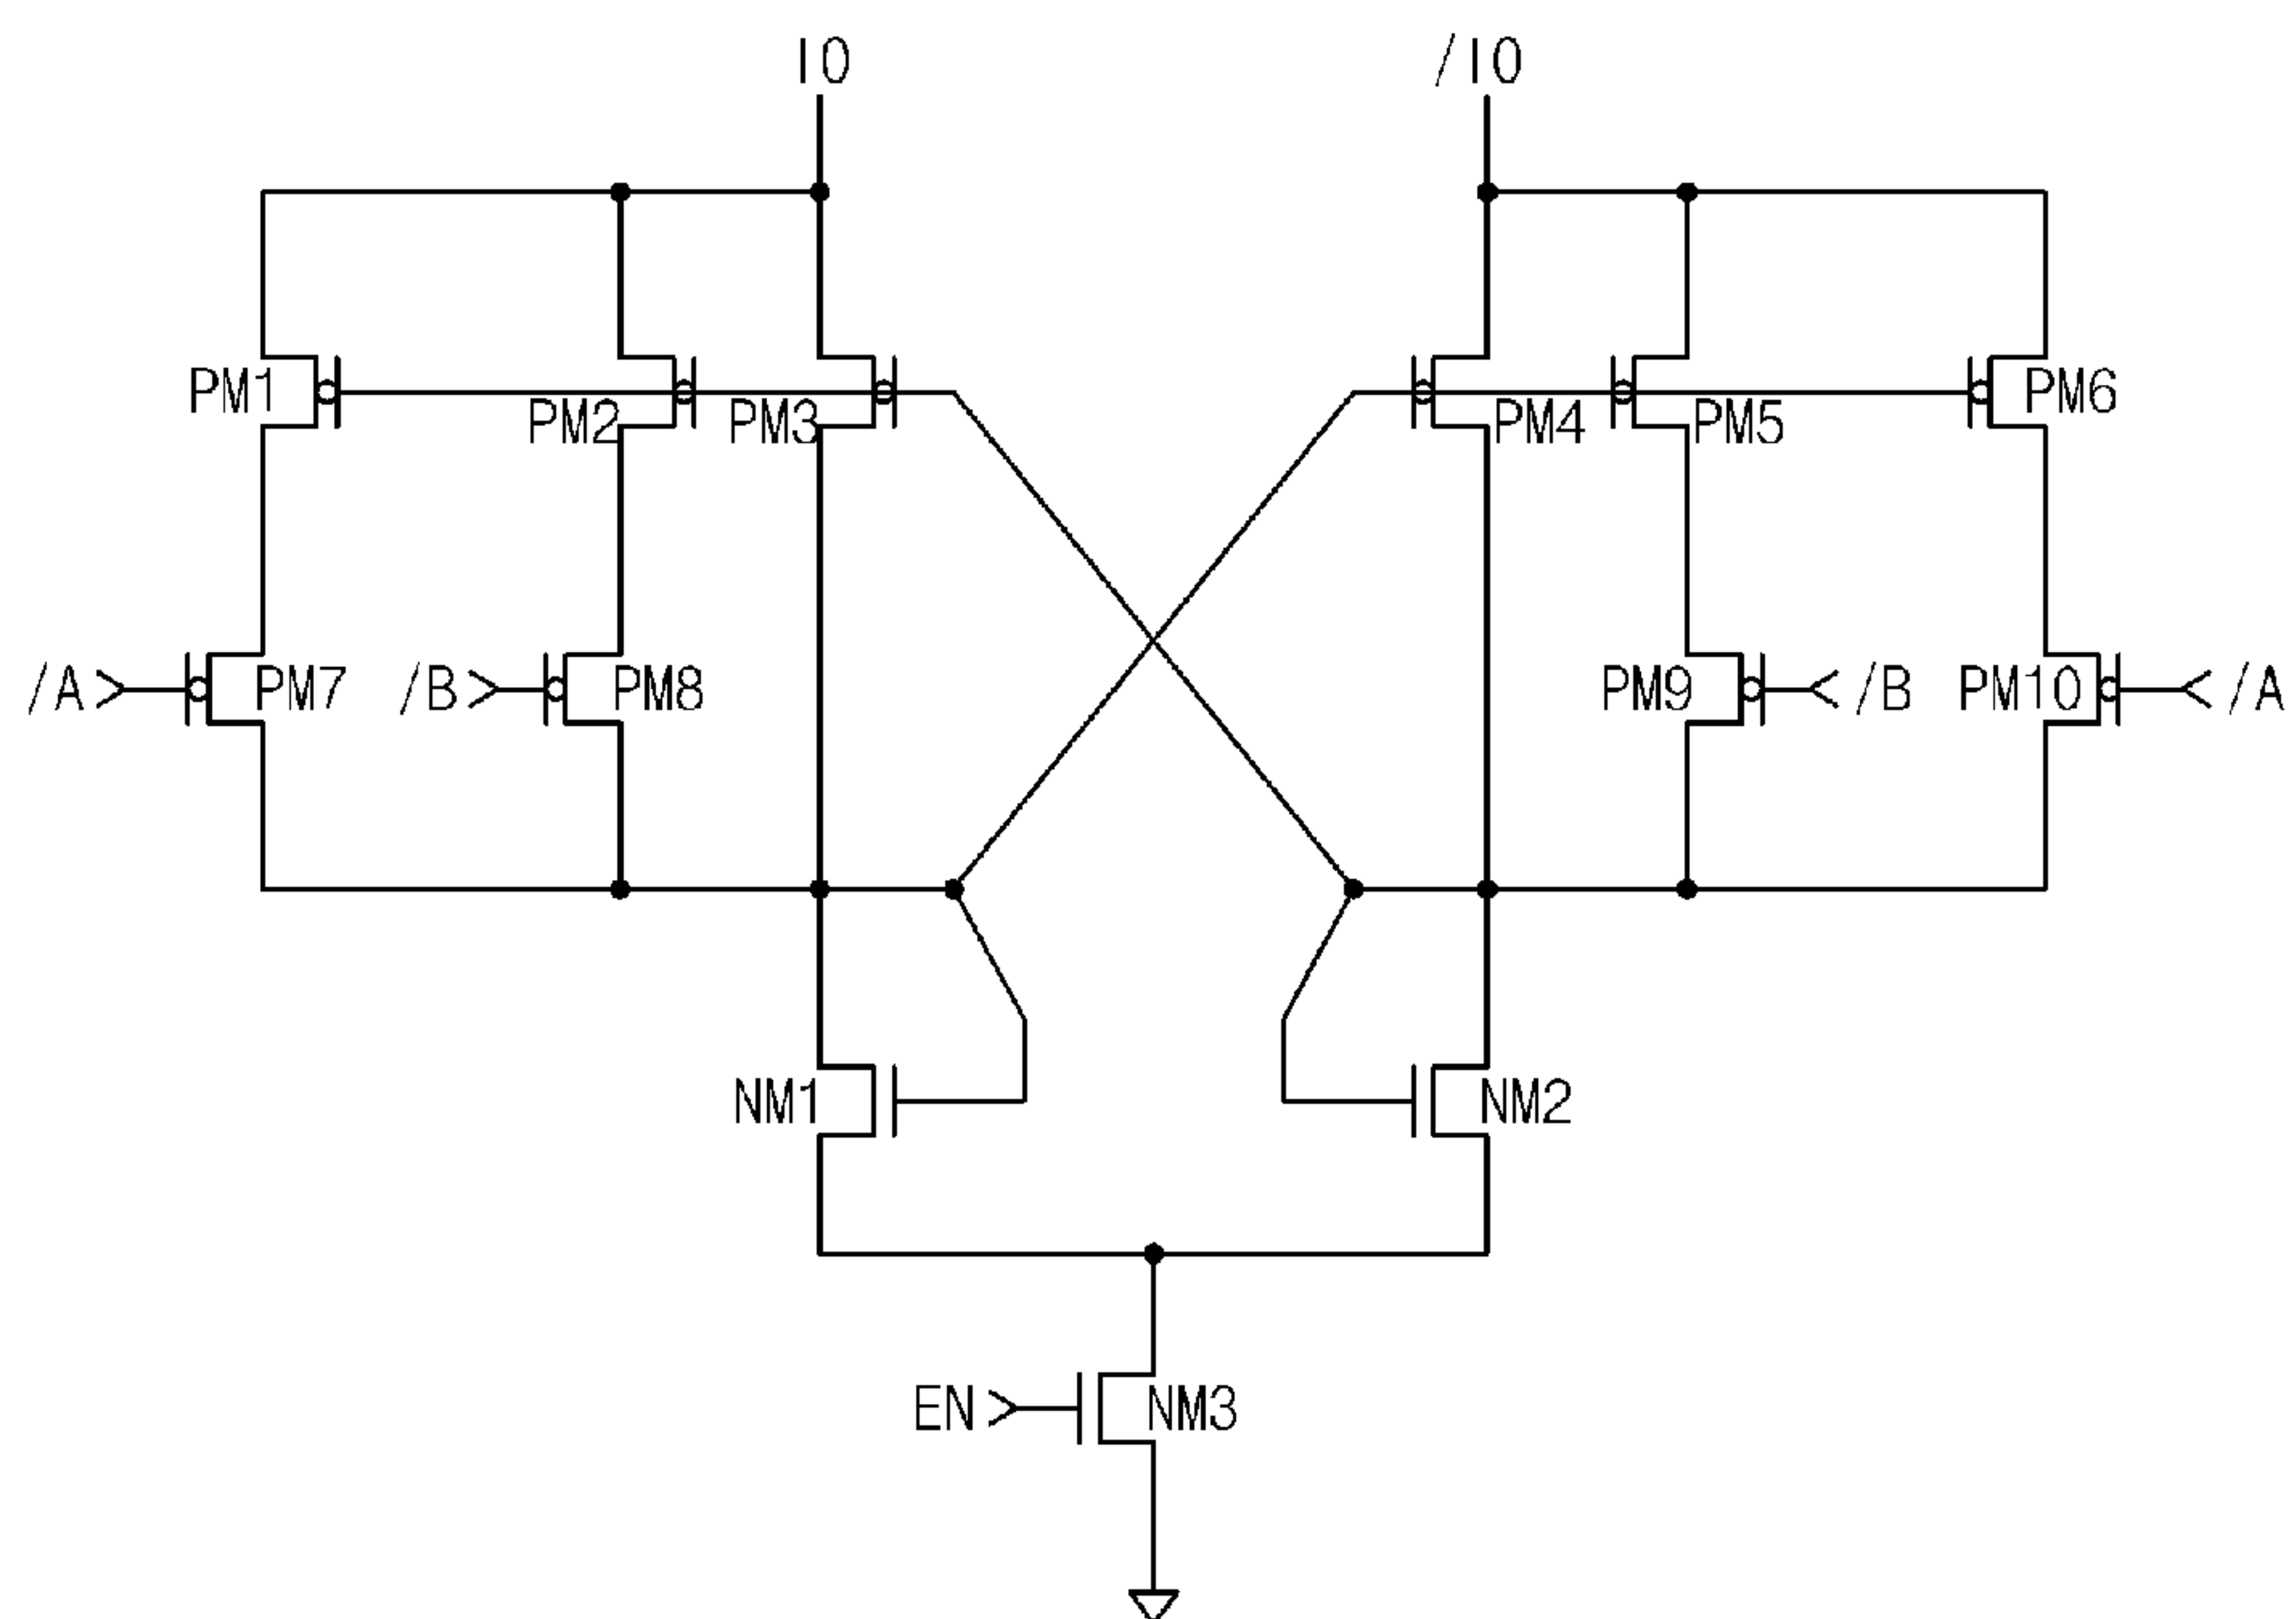 IO /IO
PM1 PM2 PM3 PM4 PM5 PM6
/A PM7 /B PM8 PM9 /B PM10 /A
NM1 NM2
EN NM3